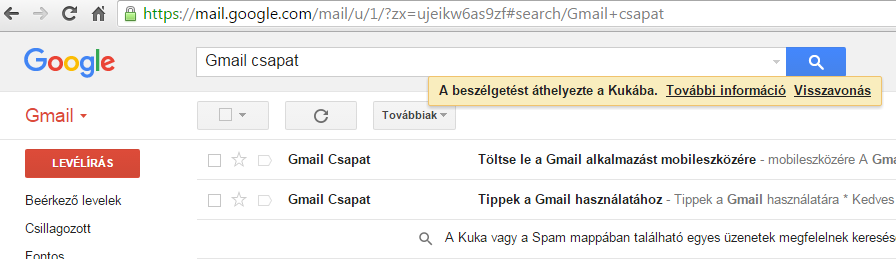 https://mail.google.com/mail/u/1/?zx=ujeikw6as9zf#search/Gmail+csapat
Google
Gmail csapat
A beszélgetést áthelyezte a Kukába. További információ Visszavonás
Gmail
Továbbiak
LEVÉLÍRÁS
Gmail Csapat Töltse le a Gmail alkalmazást mobileszközére - mobileszközére A Gma
Gmail Csapat Tippek a Gmail használatához - Tippek a Gmail használatára * Kedves
Beérkező levelek
Csillagozott
A Kuka vagy a Spam mappában található egyes üzenetek megfelelnek keresés
Fontos